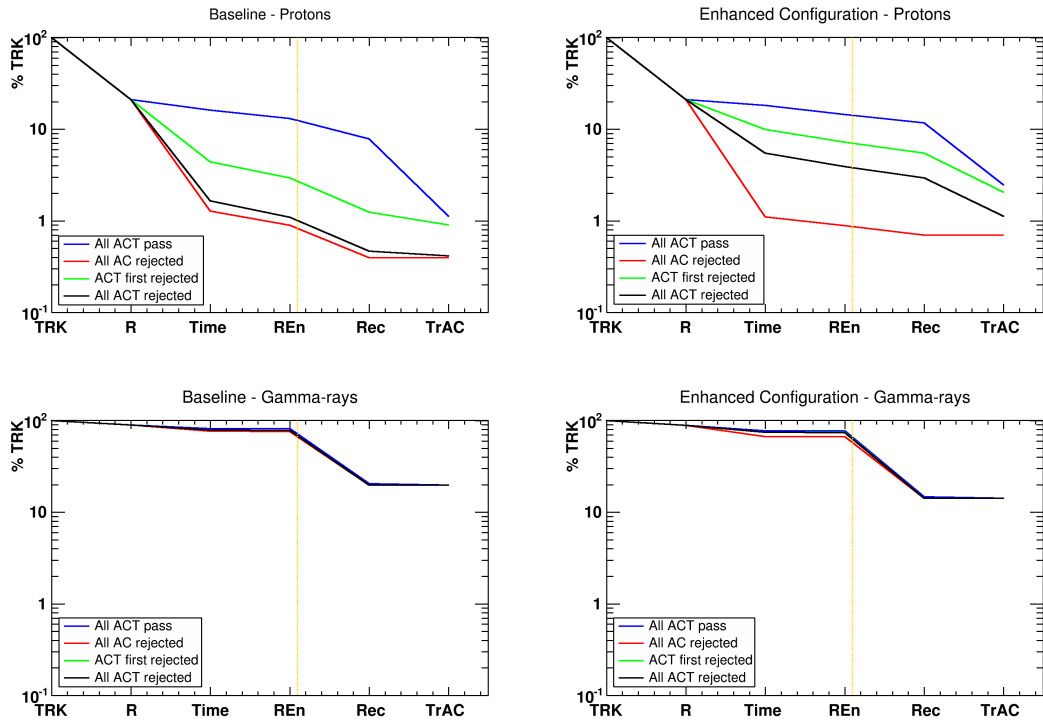 Baseline - Protons
% TRK
10²
10
1
10⁻¹
All ACT pass
All AC rejected
ACT first rejected
All ACT rejected
TRK R Time REn Rec TrAC
Enhanced Configuration - Protons
% TRK
10²
10
1
10⁻¹
All ACT pass
All AC rejected
ACT first rejected
All ACT rejected
TRK R Time REn Rec TrAC
Baseline - Gamma-rays
% TRK
10²
10
1
10⁻¹
All ACT pass
All AC rejected
ACT first rejected
All ACT rejected
TRK R Time REn Rec TrAC
Enhanced Configuration - Gamma-rays
% TRK
10²
10
1
10⁻¹
All ACT pass
All AC rejected
ACT first rejected
All ACT rejected
TRK R Time REn Rec TrAC